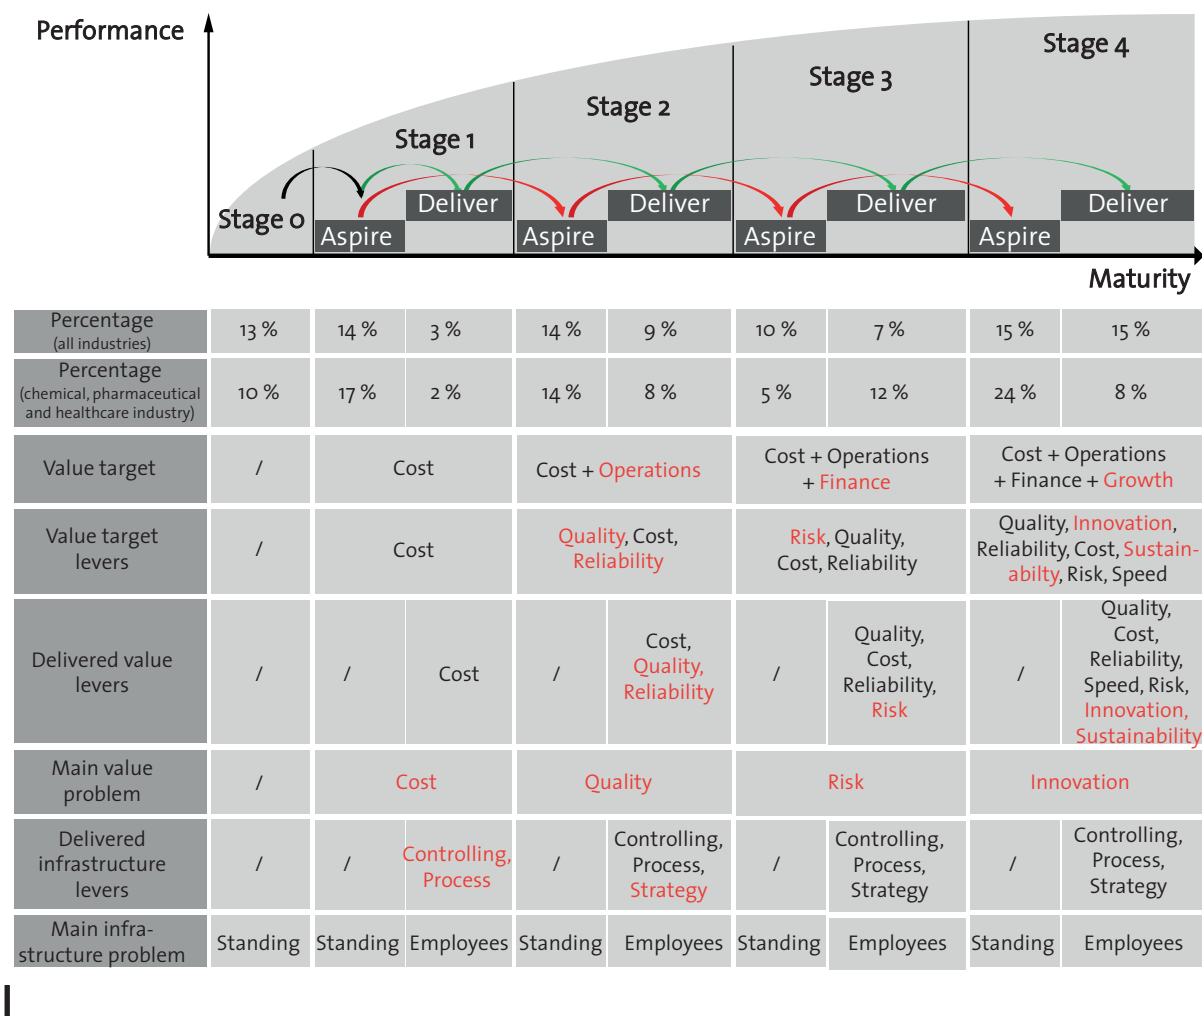 Performance
Stage 4
Stage 3
Stage 2
Stage 1
Stage 0
Deliver
Deliver
Deliver
Deliver
Aspire
Aspire
Aspire
Aspire
Maturity
Percentage
(all industries)
13 %
14 %
3 %
14 %
9 %
10 %
7 %
15 %
15 %
Percentage
(chemical, pharmaceutical
and healthcare industry)
10 %
17 %
2 %
14 %
8 %
5 %
12 %
24 %
8 %
Value target
/
Cost
Cost + Operations
Cost + Operations
+ Finance
Cost + Operations
+ Finance + Growth
Value target
levers
/
Cost
Quality, Cost,
Reliability
Risk, Quality,
Cost, Reliability
Quality, Innovation,
Reliability, Cost, Sustain-
abilty, Risk, Speed
Delivered value
levers
/
/
Cost
/
Cost,
Quality,
Reliability
/
Quality,
Cost,
Reliability,
Risk
/
Quality,
Cost,
Reliability,
Speed, Risk,
Innovation,
Sustainability
Main value
problem
/
Cost
Quality
Risk
Innovation
Delivered
infrastructure
levers
/
/
Controlling,
Process
/
Controlling,
Process,
Strategy
/
Controlling,
Process,
Strategy
/
Controlling,
Process,
Strategy
Main infra-
structure problem
Standing
Standing
Employees
Standing
Employees
Standing
Employees
Standing
Employees